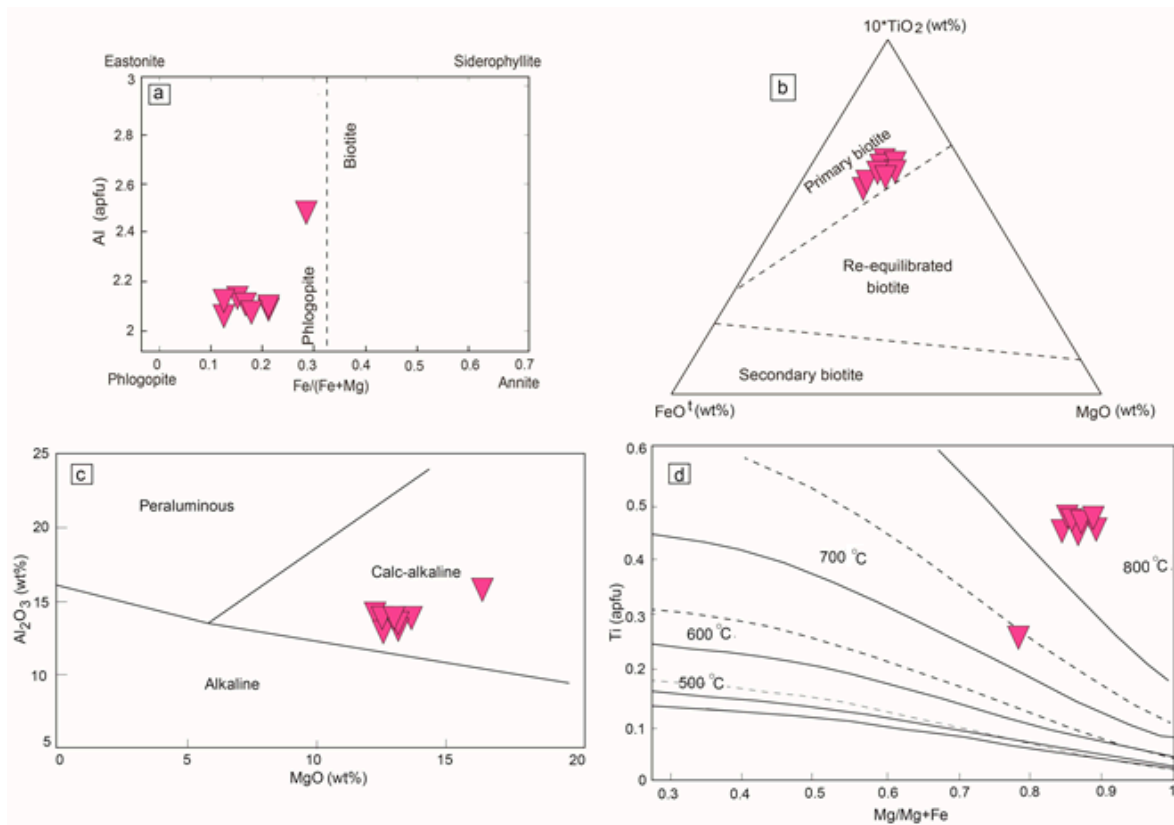 Eastonite
Siderophyllite
a
3
2.8
2.6
2.4
2.2
2
Al (apfu)
Biotite
Phlogopite
0
0.1
0.2
0.3
0.4
0.5
0.6
0.7
Phlogopite
Fe/(Fe+Mg)
Annite
10*TiO2 (wt%)
b
Primary biotite
Re-equilibrated
biotite
Secondary biotite
FeOt (wt%)
MgO (wt%)
c
25
20
15
10
5
Al2O3 (wt%)
Peraluminous
Calc-alkaline
Alkaline
0
5
10
15
20
MgO (wt%)
d
0.6
0.5
0.4
0.3
0.2
0.1
0
Ti (apfu)
700 °C
800 °C
600 °C
500 °C
0.3
0.4
0.5
0.6
0.7
0.8
0.9
1
Mg/Mg+Fe